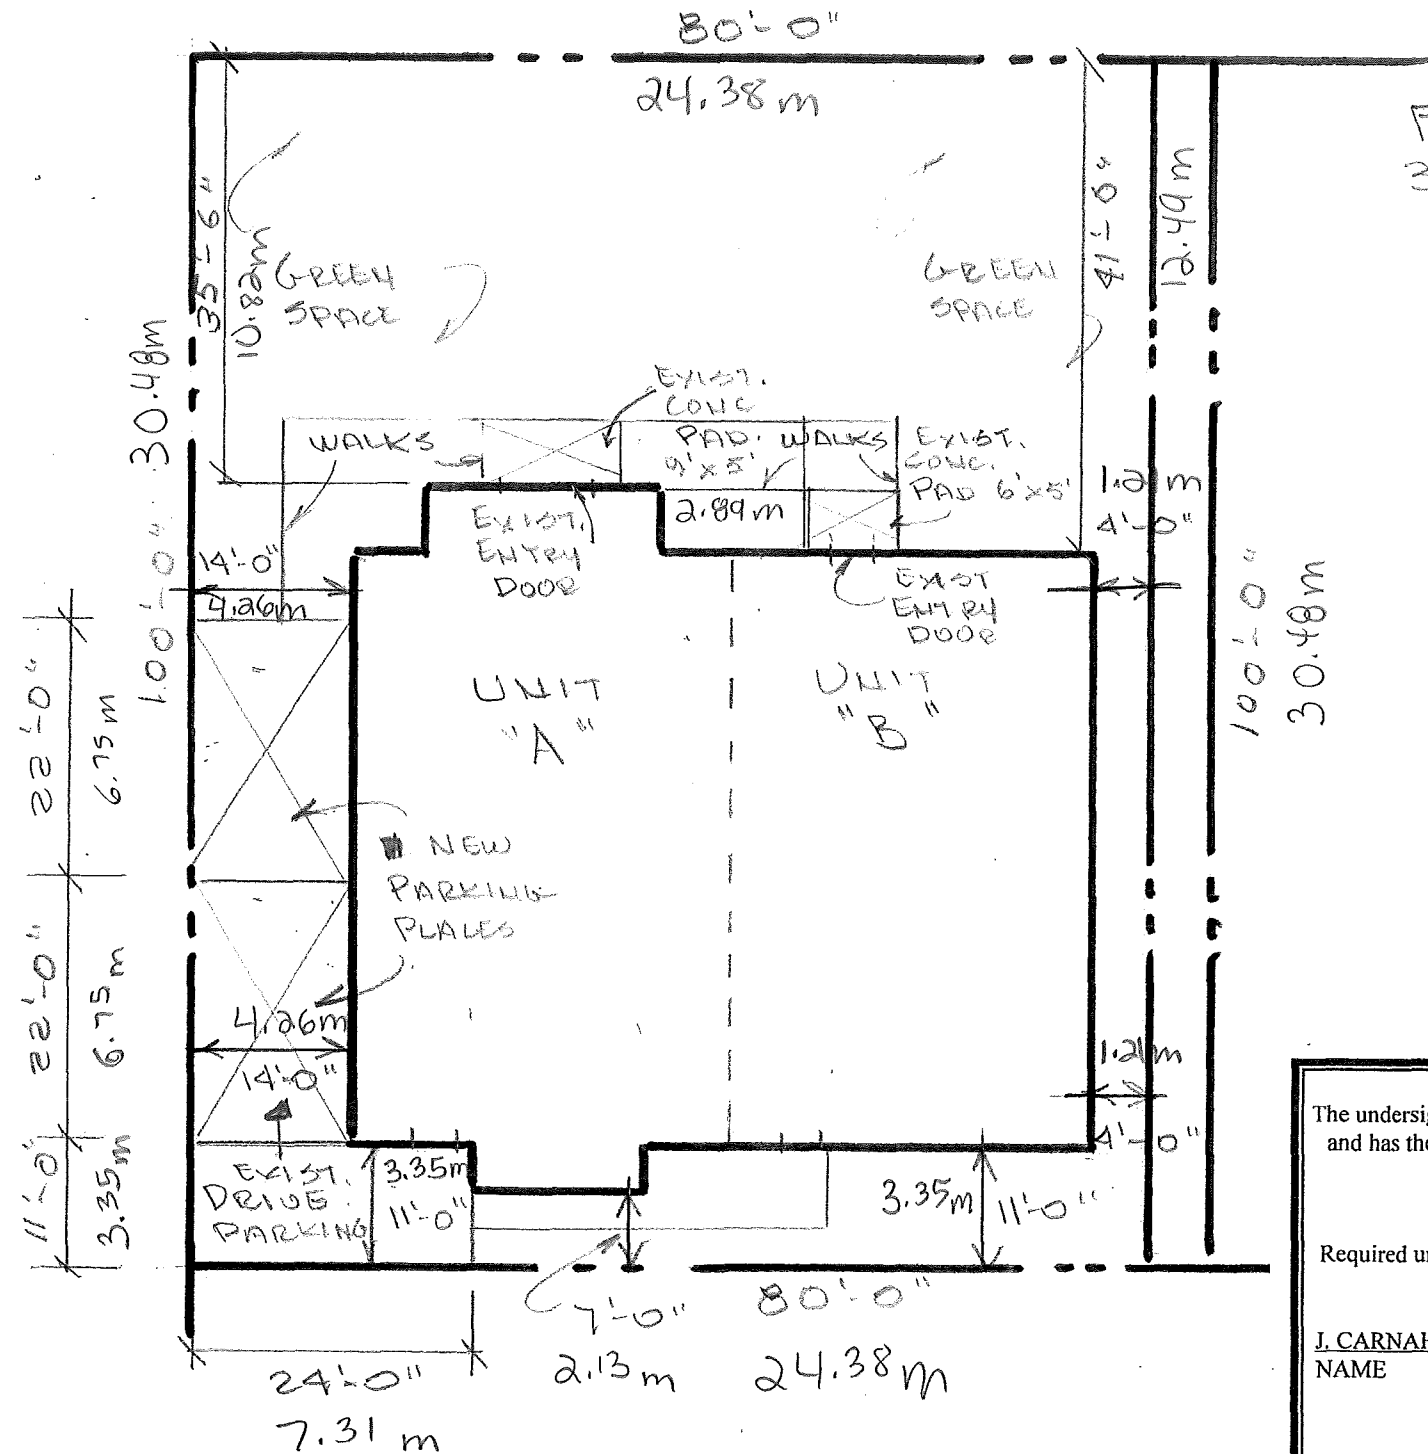 80'-0"
24.38 m
35'-6"
10.82m
GREEN
SPACE
GREEN
SPACE
41'-0"
12.49m
100'-0" 30.48m
WALKS
EXIST.
CONC
PAD.
9'x5'
WALKS
EXIST.
CONC.
PAD 6'x5'
2.89m
1.21m
4'-0"
EXIST.
ENTRY
DOOR
EXIST
ENTRY
DOOR
14'-0"
4.26m
UNIT
"A"
UNIT
"B"
100'-0"
30.48m
22'-0"
6.75m
NEW
PARKING
PLALES
22'-0"
6.75m
4.26m
14'-0"
1.21m
4'-0"
11'-0"
3.35m
EXIST.
DRIVE
PARKING
3.35m
11'-0"
3.35m
11'-0"
7'-0"
2.13m
80'-0"
24.38m
24'-0"
7.31 m
The undersi
and has the
Required u
J. CARNAH
NAME